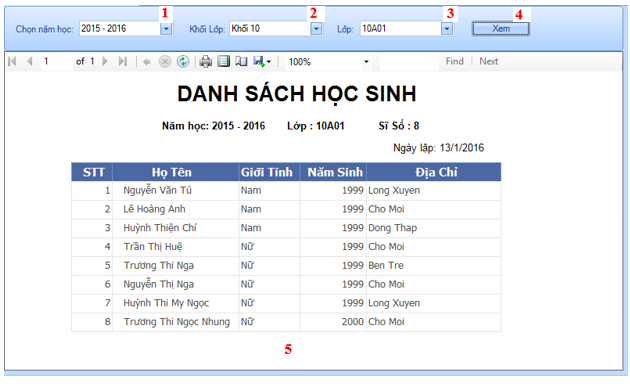 1 2 3 4
Chọn năm học: 2015 - 2016 Khối Lớp: Khối 10 Lớp: 10A01 Xem
1 of 1 100% Find | Next
DANH SÁCH HỌC SINH
Năm học: 2015 - 2016 Lớp : 10A01 Sĩ Số : 8
Ngày lập: 13/1/2016
STT Họ Tên Giới Tính Năm Sinh Địa Chỉ
1 Nguyễn Văn Tú Nam 1999 Long Xuyen
2 Lê Hoàng Anh Nam 1999 Cho Moi
3 Huỳnh Thiện Chí Nam 1999 Dong Thap
4 Trần Thị Huệ Nữ 1999 Cho Moi
5 Trương Thi Nga Nữ 1999 Ben Tre
6 Nguyễn Thị Nga Nữ 1999 Cho Moi
7 Huỳnh Thi My Ngọc Nữ 1999 Long Xuyen
8 Trương Thi Ngọc Nhung Nữ 2000 Cho Moi
5